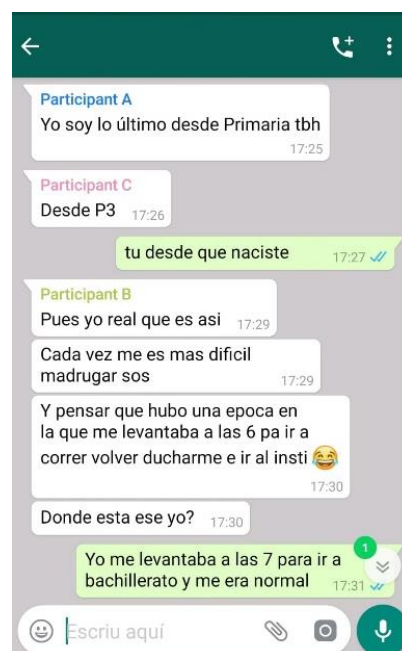 Participant A
Yo soy lo último desde Primaria tbh
17:25
Participant C
Desde P3 17:26
tu desde que naciste 17:27
Participant B
Pues yo real que es asi 17:29
Cada vez me es mas dificil
madrugar sos 17:29
Y pensar que hubo una epoca en
la que me levantaba a las 6 pa ir a
correr volver ducharme e ir al insti 😂
17:30
Donde esta ese yo? 17:30
1
Yo me levantaba a las 7 para ir a
bachillerato y me era normal 17:31
Escriu aquí